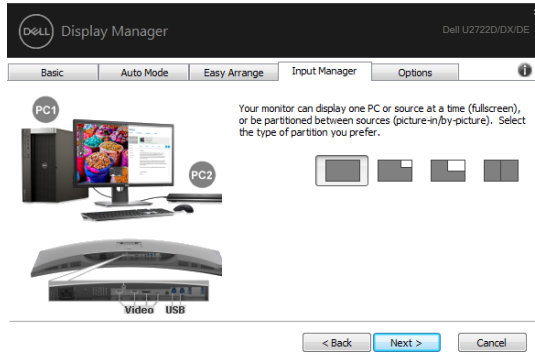 DELL Display Manager
Dell U2722D/DX/DE
Basic
Auto Mode
Easy Arrange
Input Manager
Options
PC1
PC2
Video USB
Your monitor can display one PC or source at a time (fullscreen),
or be partitioned between sources (picture-in/by-picture). Select
the type of partition you prefer.
< Back
Next >
Cancel